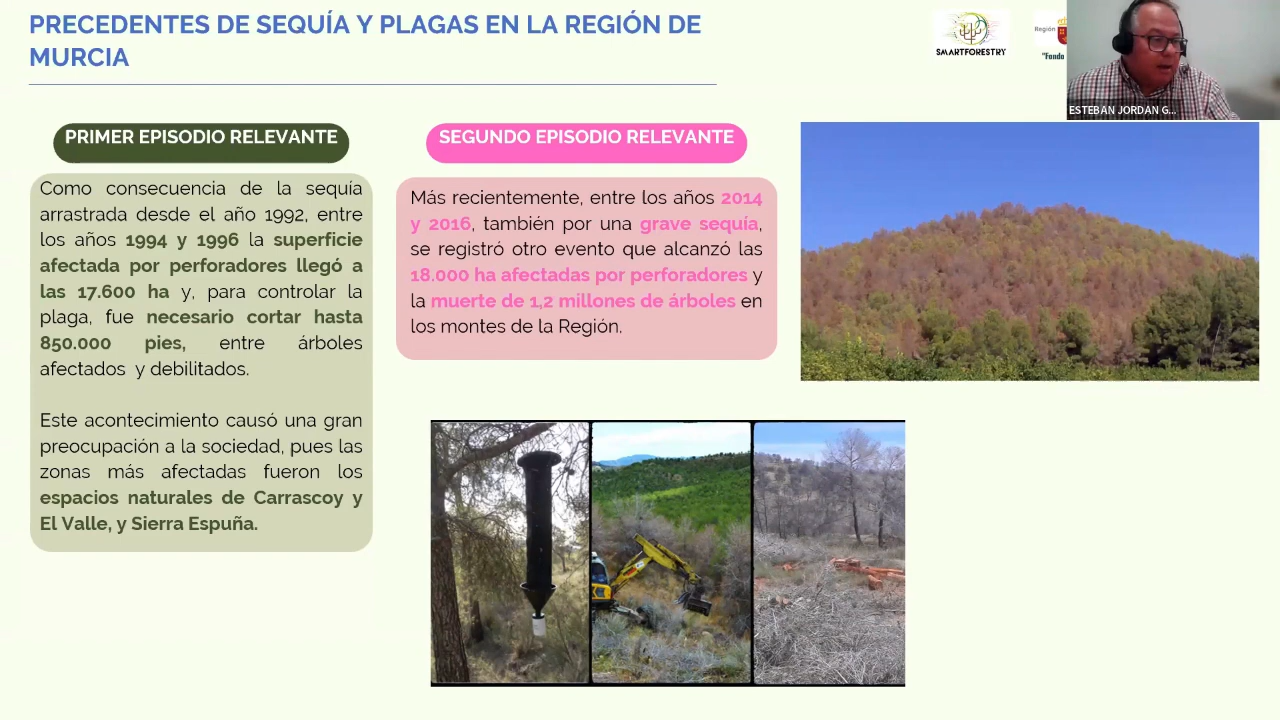 PRECEDENTES DE SEQUÍA Y PLAGAS EN LA REGIÓN DE
MURCIA
SMARTFORESTRY
Región
"Fondo
ESTEBAN JORDAN G...
PRIMER EPISODIO RELEVANTE
Como consecuencia de la sequía
arrastrada desde el año 1992, entre
los años 1994 y 1996 la superficie
afectada por perforadores llegó a
las 17.600 ha y, para controlar la
plaga, fue necesario cortar hasta
850.000 pies, entre árboles
afectados y debilitados.
Este acontecimiento causó una gran
preocupación a la sociedad, pues las
zonas más afectadas fueron los
espacios naturales de Carrascoy y
El Valle, y Sierra Espuña.
SEGUNDO EPISODIO RELEVANTE
Más recientemente, entre los años 2014
y 2016, también por una grave sequía,
se registró otro evento que alcanzó las
18.000 ha afectadas por perforadores y
la muerte de 1,2 millones de árboles en
los montes de la Región.